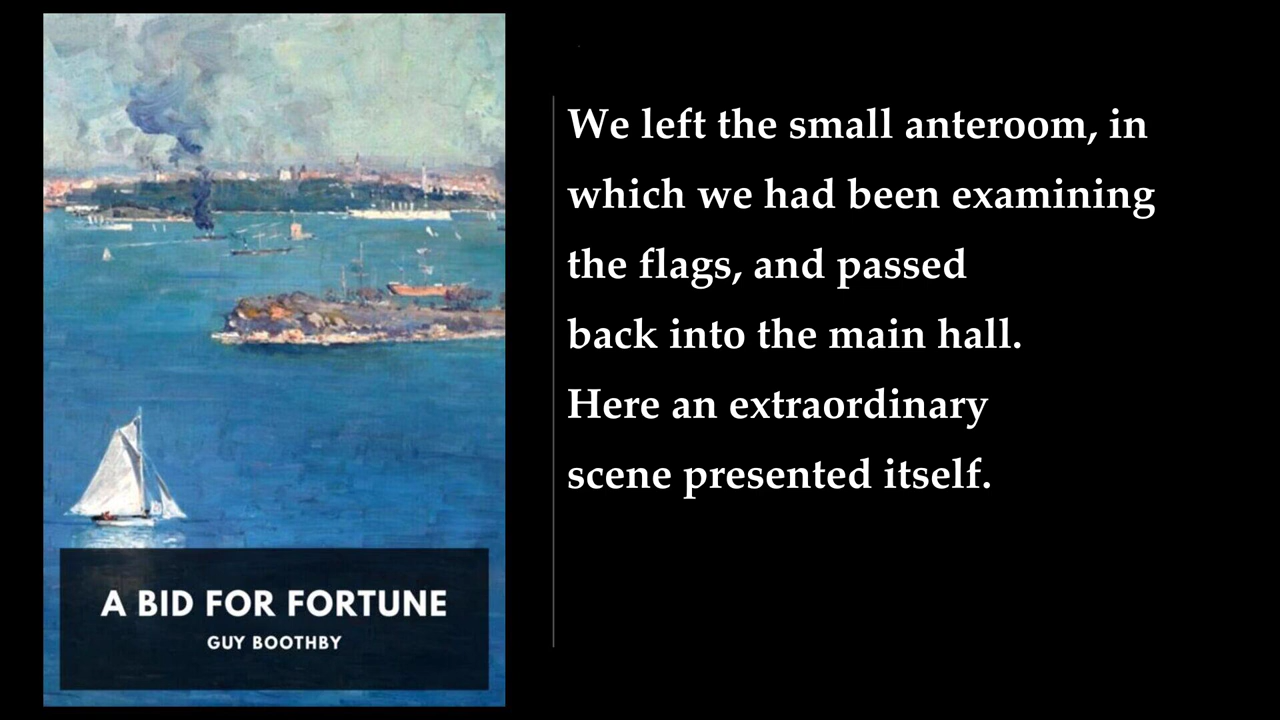 A BID FOR FORTUNE
GUY BOOTHBY
We left the small anteroom, in
which we had been examining
the flags, and passed
back into the main hall.
Here an extraordinary
scene presented itself.